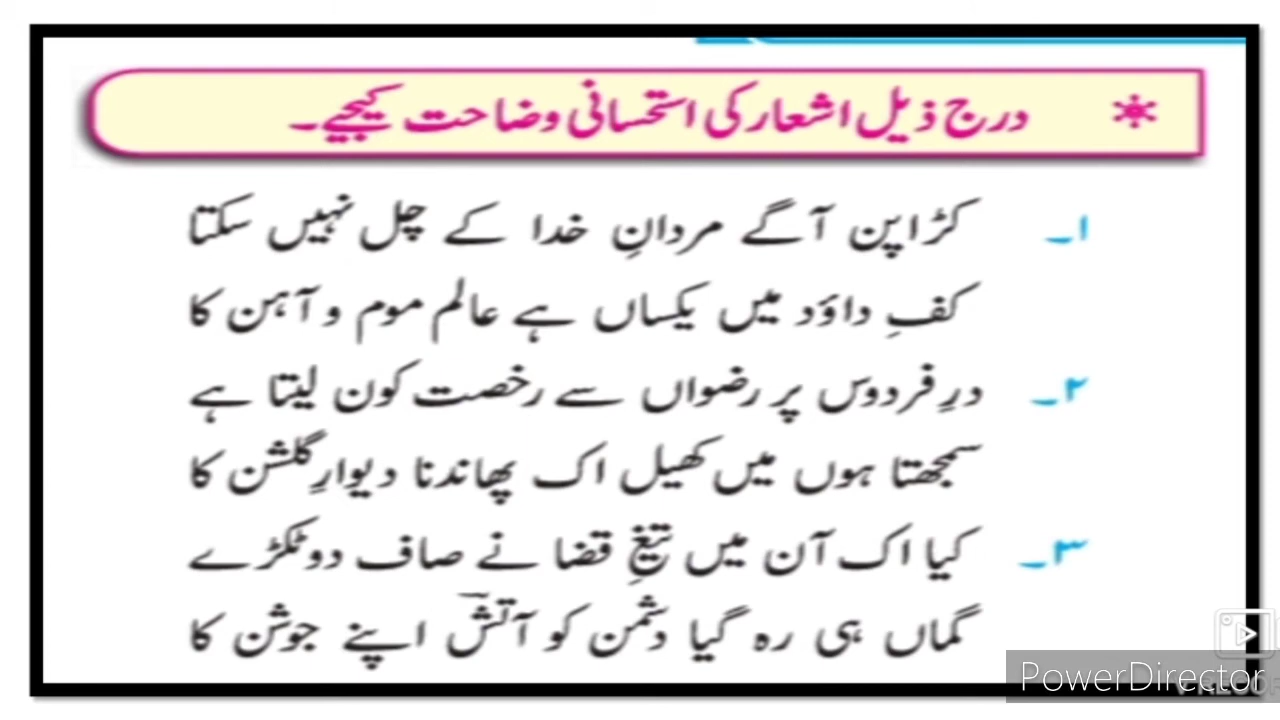 درج ذیل اشعار کی استحسانی وضاحت کیجیے۔
۱۔ کڑا پن آگے مردانِ خدا کے چل نہیں سکتا
کفِ داؤد میں یکساں ہے عالم موم و آہن کا
۲۔ درِ فردوس پر رضواں سے رخصت کون لیتا ہے
سمجھتا ہوں میں کھیل اک پھاندنا دیوارِ گلشن کا
۳۔ کیا اک آن میں تیغِ قضا نے صاف دو ٹکڑے
گماں ہی رہ گیا دشمن کو آتشؔ اپنے جوشن کا
PowerDirector